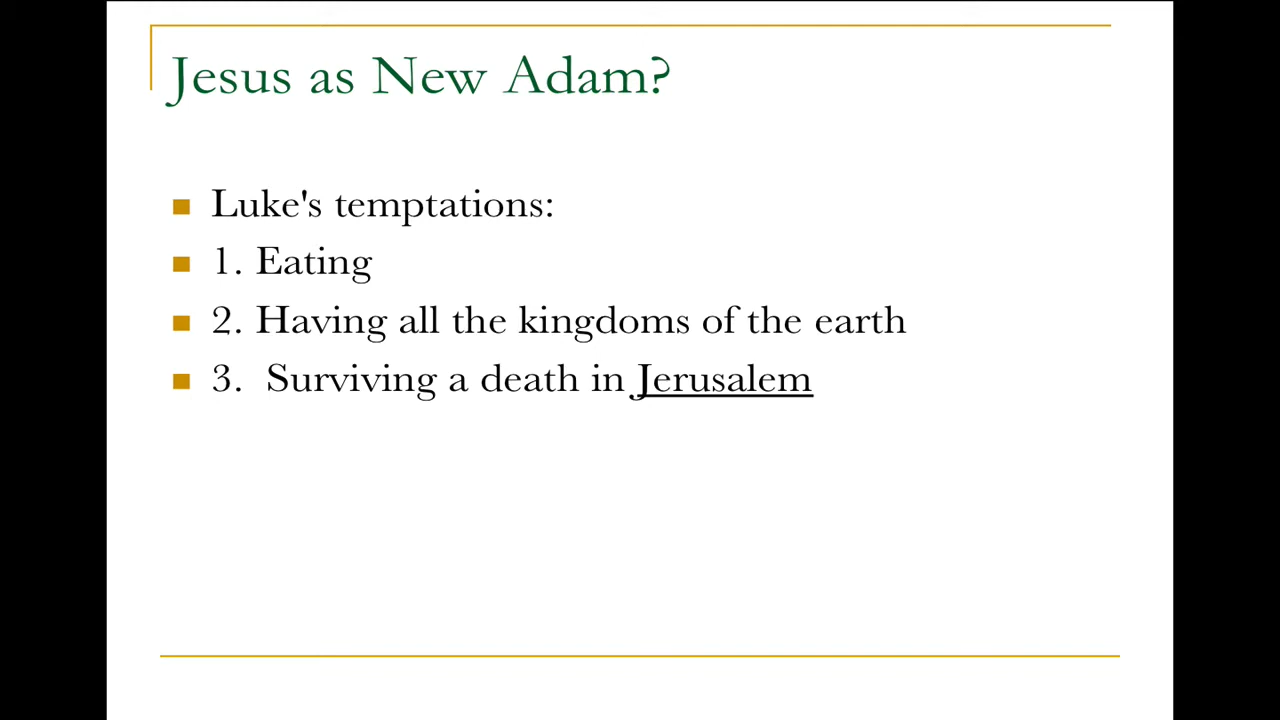 Jesus as New Adam?
Luke's temptations:
1. Eating
2. Having all the kingdoms of the earth
3. Surviving a death in Jerusalem